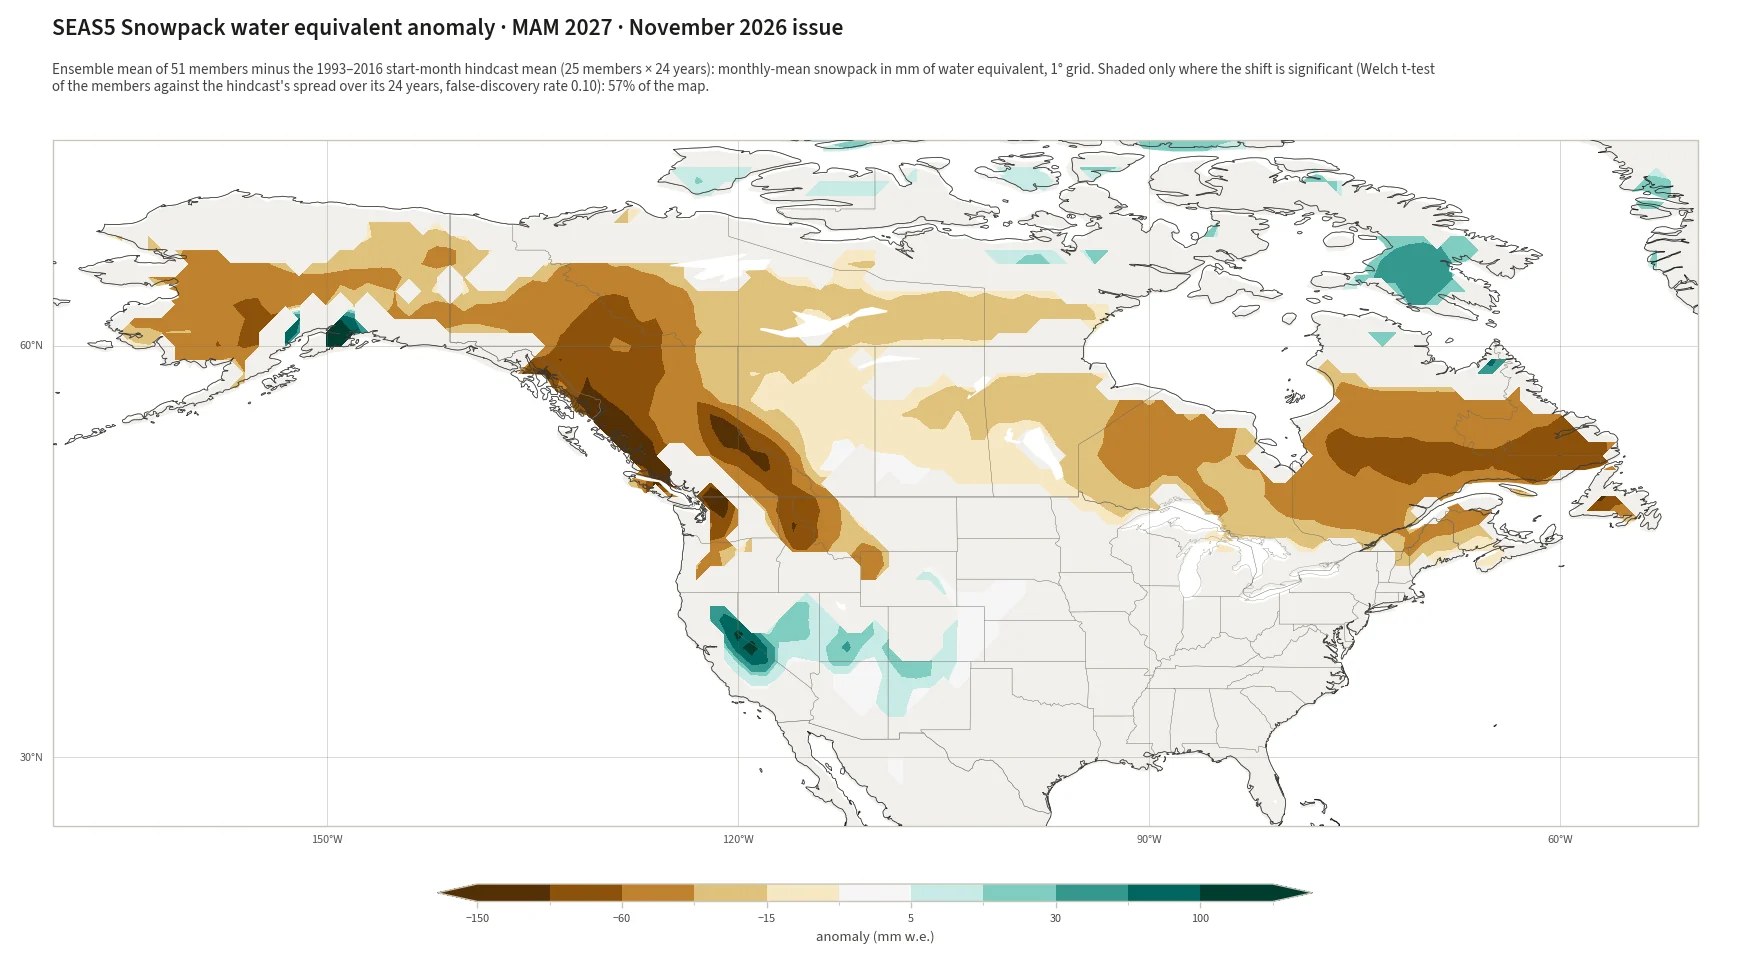 SEAS5 Snowpack water equivalent anomaly · MAM 2027 · November 2026 issue
Ensemble mean of 51 members minus the 1993–2016 start-month hindcast mean (25 members × 24 years): monthly-mean snowpack in mm of water equivalent, 1° grid. Shaded only where the shift is significant (Welch t-test
of the members against the hindcast's spread over its 24 years, false-discovery rate 0.10): 57% of the map.
60°N
30°N
150°W 120°W 90°W 60°W
−150 −60 −15 5 30 100
anomaly (mm w.e.)